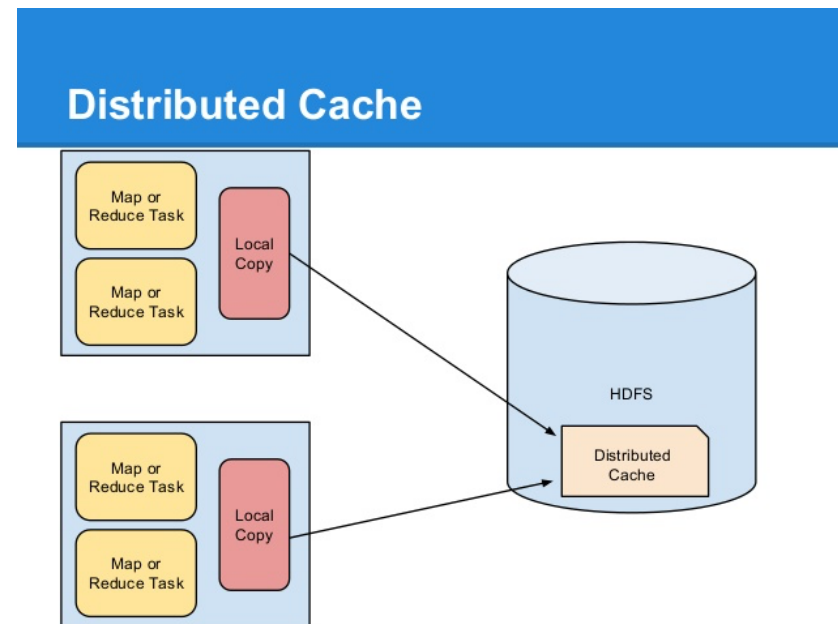 Distributed Cache
Map or
Reduce Task
Map or
Reduce Task
Local
Copy
HDFS
Distributed
Cache
Map or
Reduce Task
Map or
Reduce Task
Local
Copy